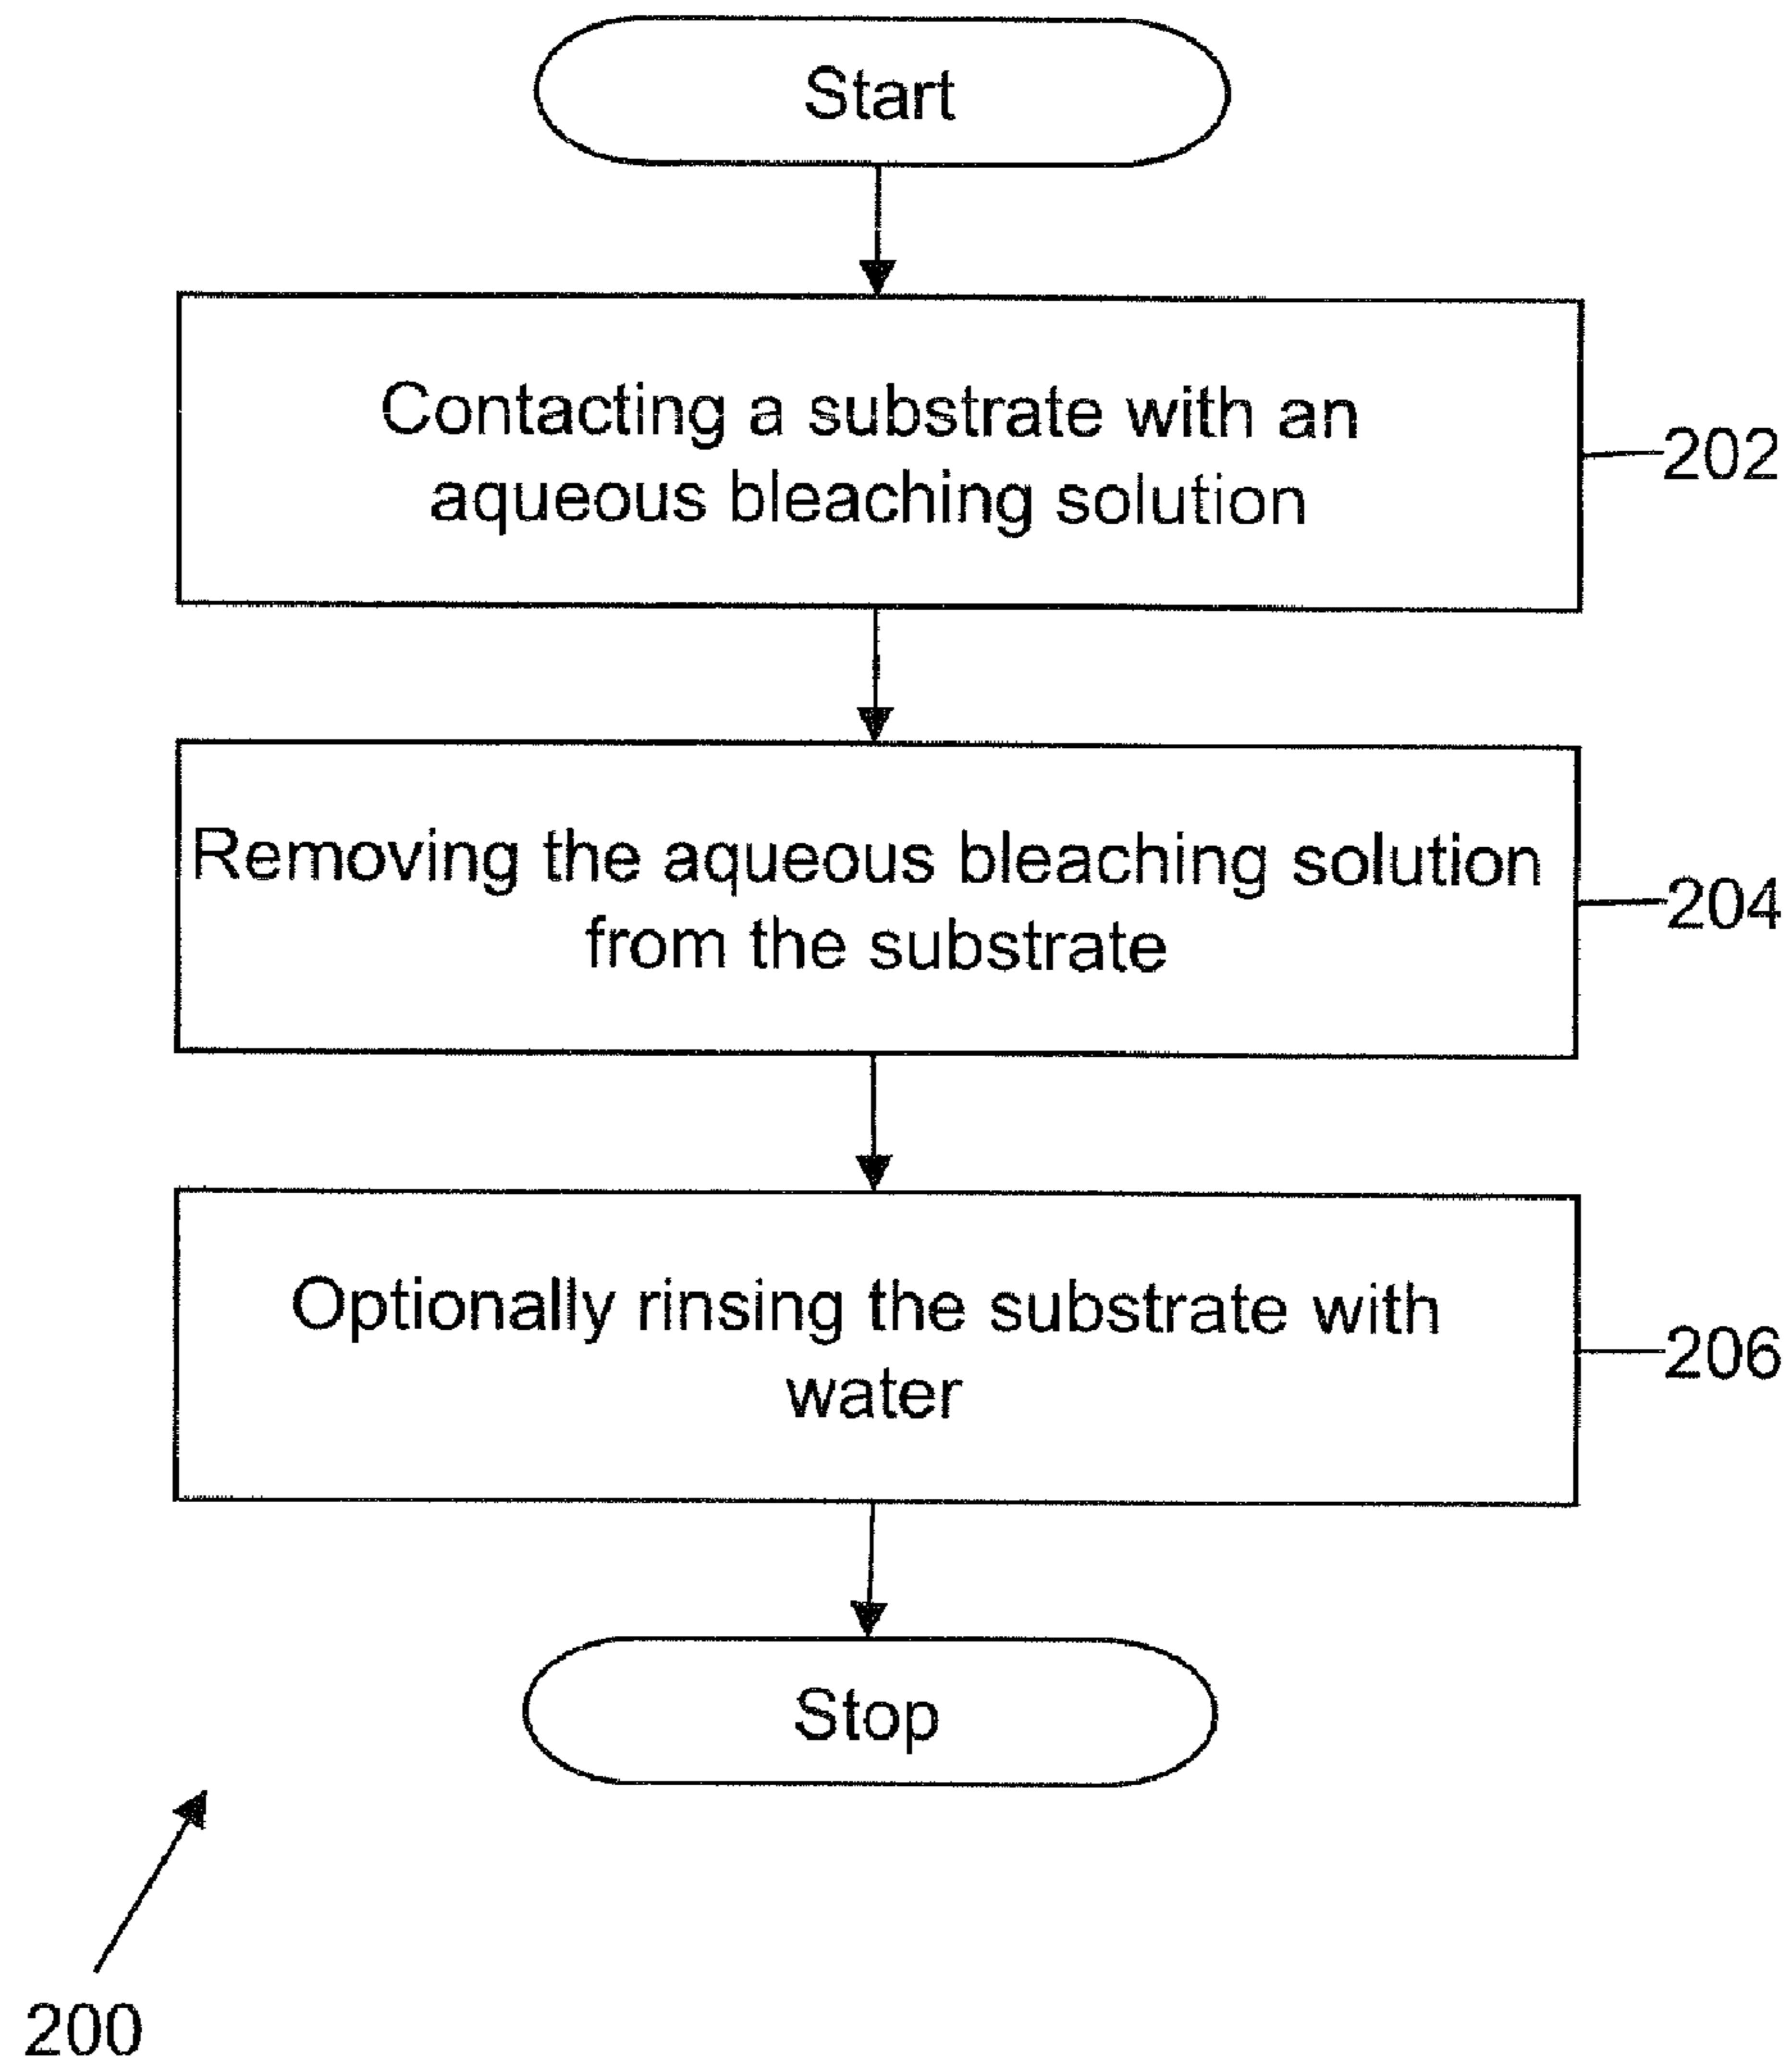 Start
Contacting a substrate with an
aqueous bleaching solution
202
Removing the aqueous bleaching solution
from the substrate
204
Optionally rinsing the substrate with
water
206
Stop
200